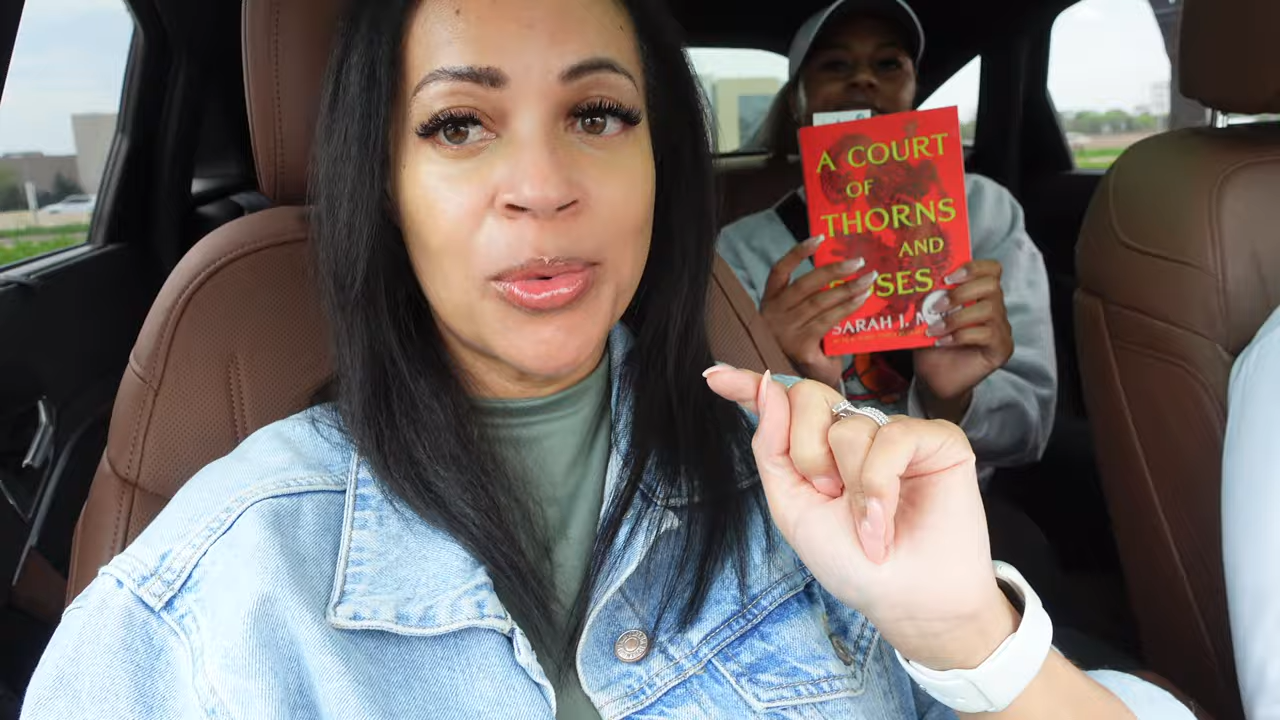 A COURT
OF
THORNS
AND
SARAH J.